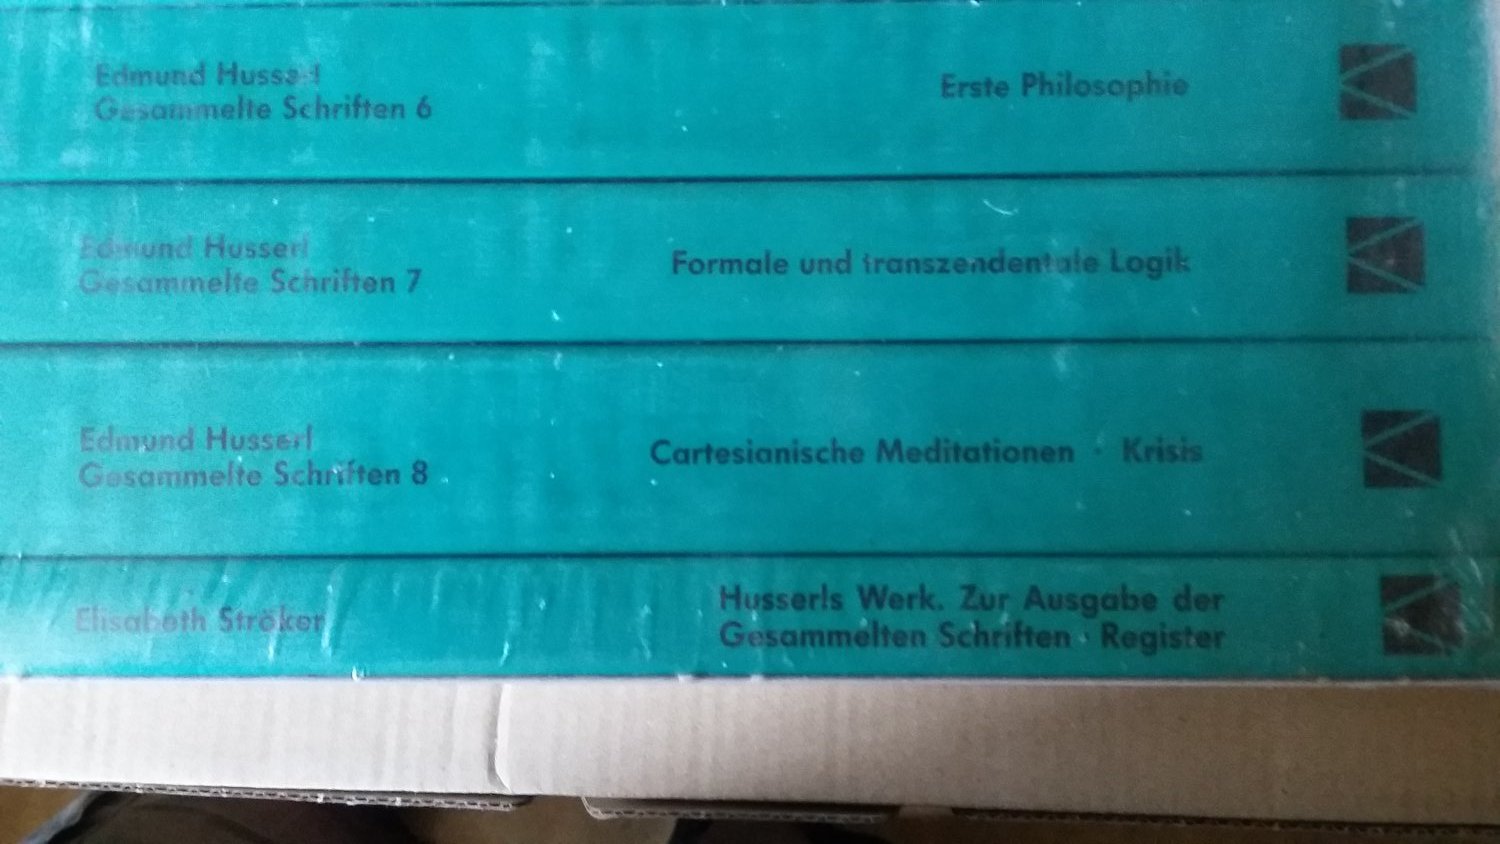 Edmund Husserl
Gesammelte Schriften 6
Erste Philosophie
Edmund Husserl
Gesammelte Schriften 7
Formale und transzendentale Logik
Edmund Husserl
Gesammelte Schriften 8
Cartesianische Meditationen · Krisis
Elisabeth Ströker
Husserls Werk. Zur Ausgabe der
Gesammelten Schriften · Register